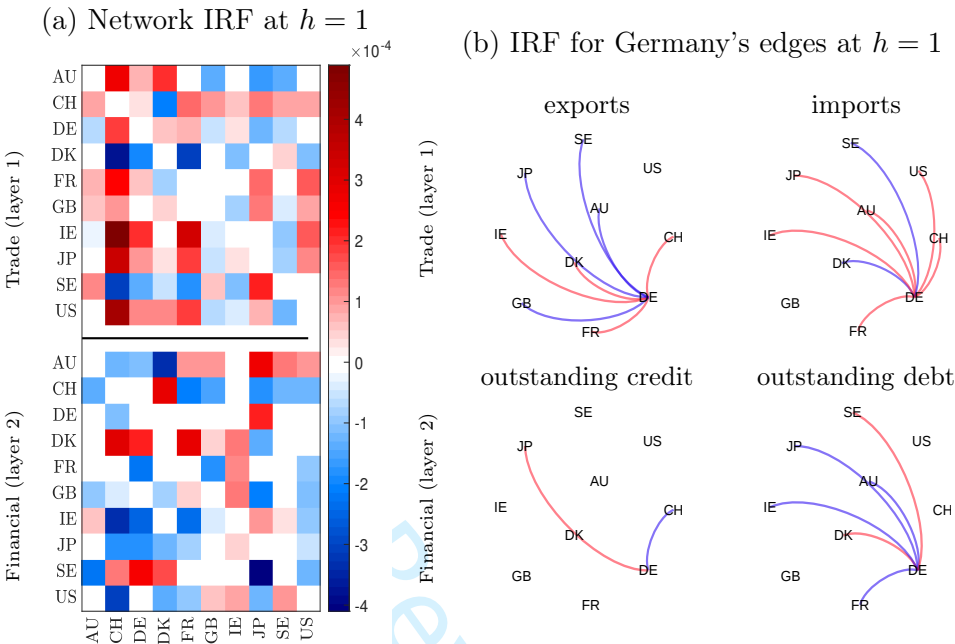 (a) Network IRF at h = 1
×10⁻⁴
Trade (layer 1)
AU
CH
DE
DK
FR
GB
IE
JP
SE
US
Financial (layer 2)
AU
CH
DE
DK
FR
GB
IE
JP
SE
US
AU CH DE DK FR GB IE JP SE US
4
3
2
1
0
-1
-2
-3
-4
(b) IRF for Germany's edges at h = 1
Trade (layer 1)
exports
SE
US
JP
AU
IE
CH
DK
DE
GB
FR
imports
SE
US
JP
AU
IE
CH
DK
DE
GB
FR
Financial (layer 2)
outstanding credit
SE
US
JP
AU
IE
CH
DK
DE
GB
FR
outstanding debt
SE
US
JP
AU
IE
CH
DK
DE
GB
FR